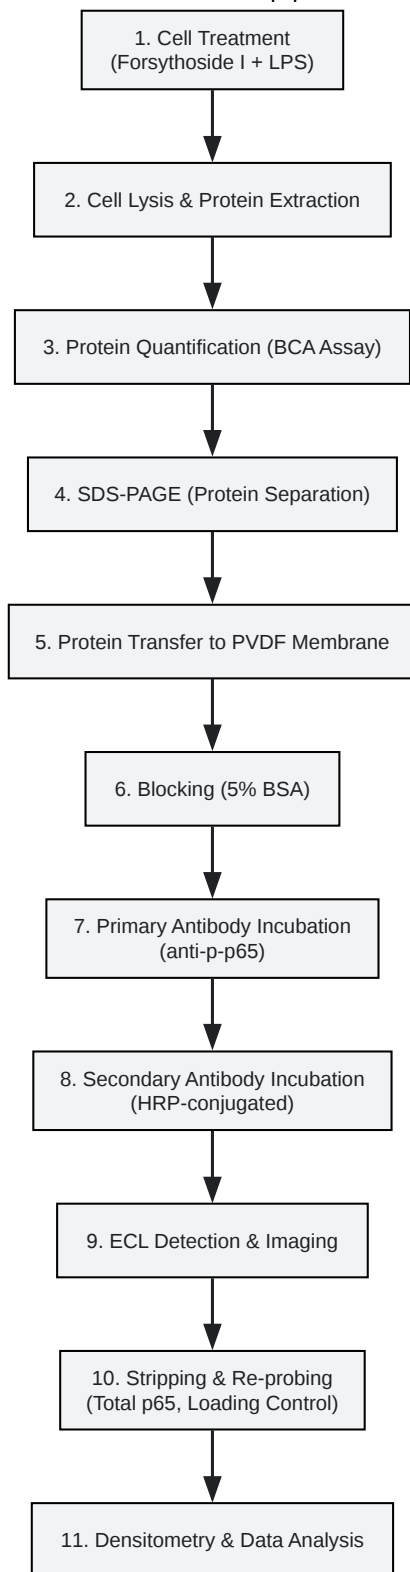 1. Cell Treatment
(Forsythoside I + LPS)
2. Cell Lysis & Protein Extraction
3. Protein Quantification (BCA Assay)
4. SDS-PAGE (Protein Separation)
5. Protein Transfer to PVDF Membrane
6. Blocking (5% BSA)
7. Primary Antibody Incubation
(anti-p-p65)
8. Secondary Antibody Incubation
(HRP-conjugated)
9. ECL Detection & Imaging
10. Stripping & Re-probing
(Total p65, Loading Control)
11. Densitometry & Data Analysis